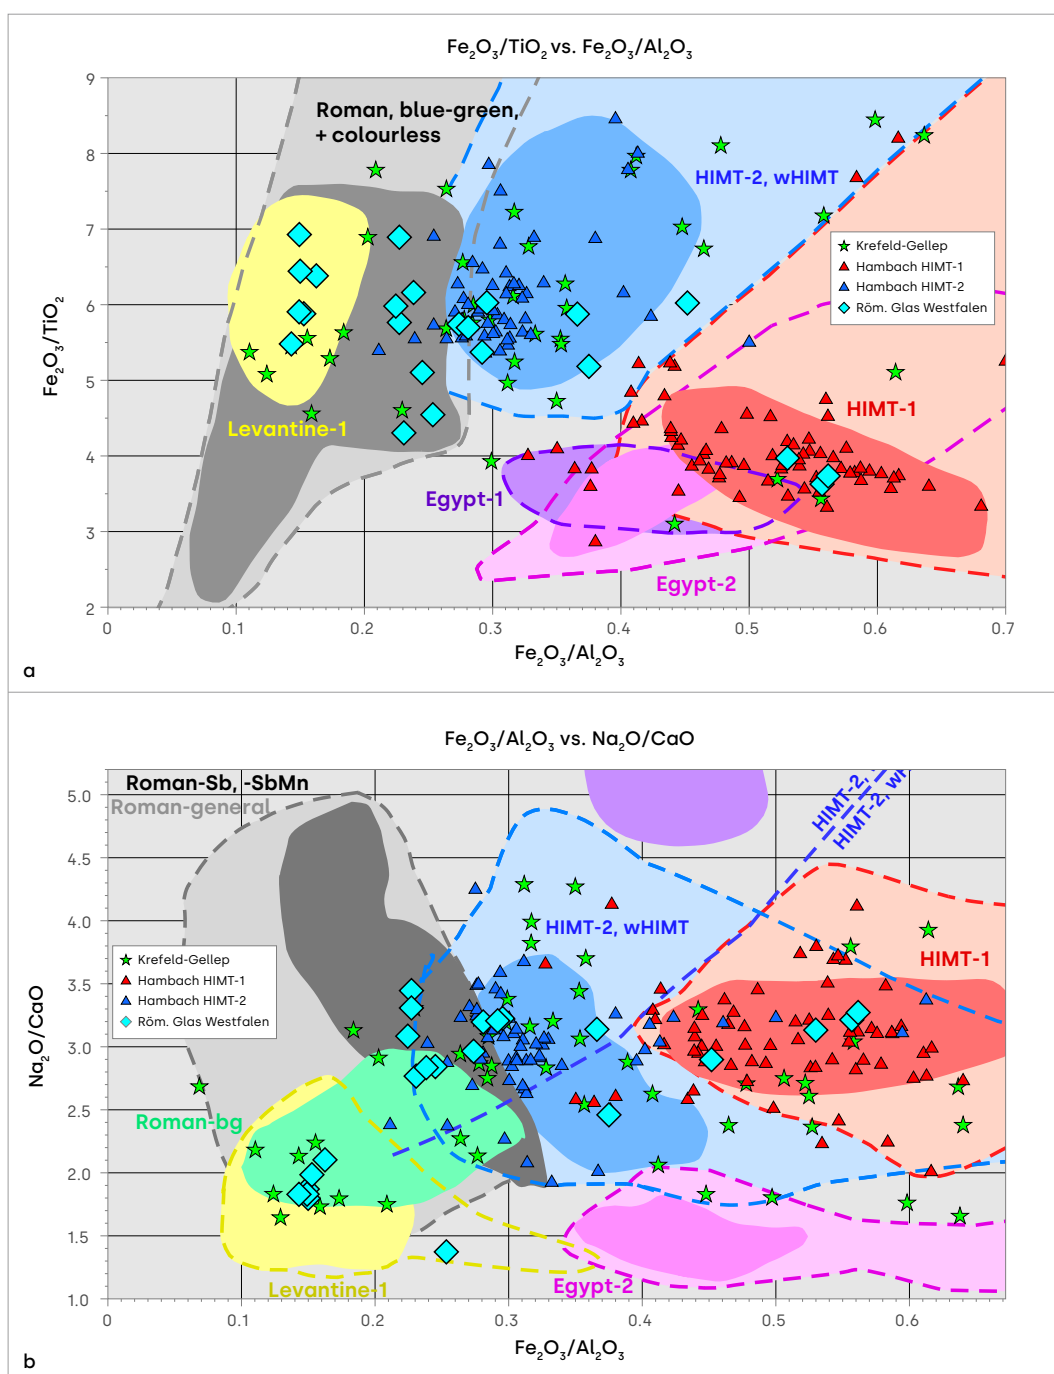 Fe₂O₃/TiO₂ vs. Fe₂O₃/Al₂O₃
Fe₂O₃/TiO₂
9
8
7
6
5
4
3
2
Roman, blue-green,
+ colourless
HIMT-2, wHIMT
Krefeld-Gellep
Hambach HIMT-1
Hambach HIMT-2
Röm. Glas Westfalen
HIMT-1
Levantine-1
Egypt-1
Egypt-2
0 0.1 0.2 0.3 0.4 0.5 0.6 0.7
Fe₂O₃/Al₂O₃
a
Fe₂O₃/Al₂O₃ vs. Na₂O/CaO
Na₂O/CaO
Roman-Sb, -SbMn
Roman-general
HIMT-2,
HIMT-2, wH
5.0
4.5
4.0
3.5
3.0
2.5
2.0
1.5
1.0
HIMT-2, wHIMT
HIMT-1
Krefeld-Gellep
Hambach HIMT-1
Hambach HIMT-2
Röm. Glas Westfalen
Roman-bg
Levantine-1
Egypt-2
0 0.1 0.2 0.3 0.4 0.5 0.6
Fe₂O₃/Al₂O₃
b